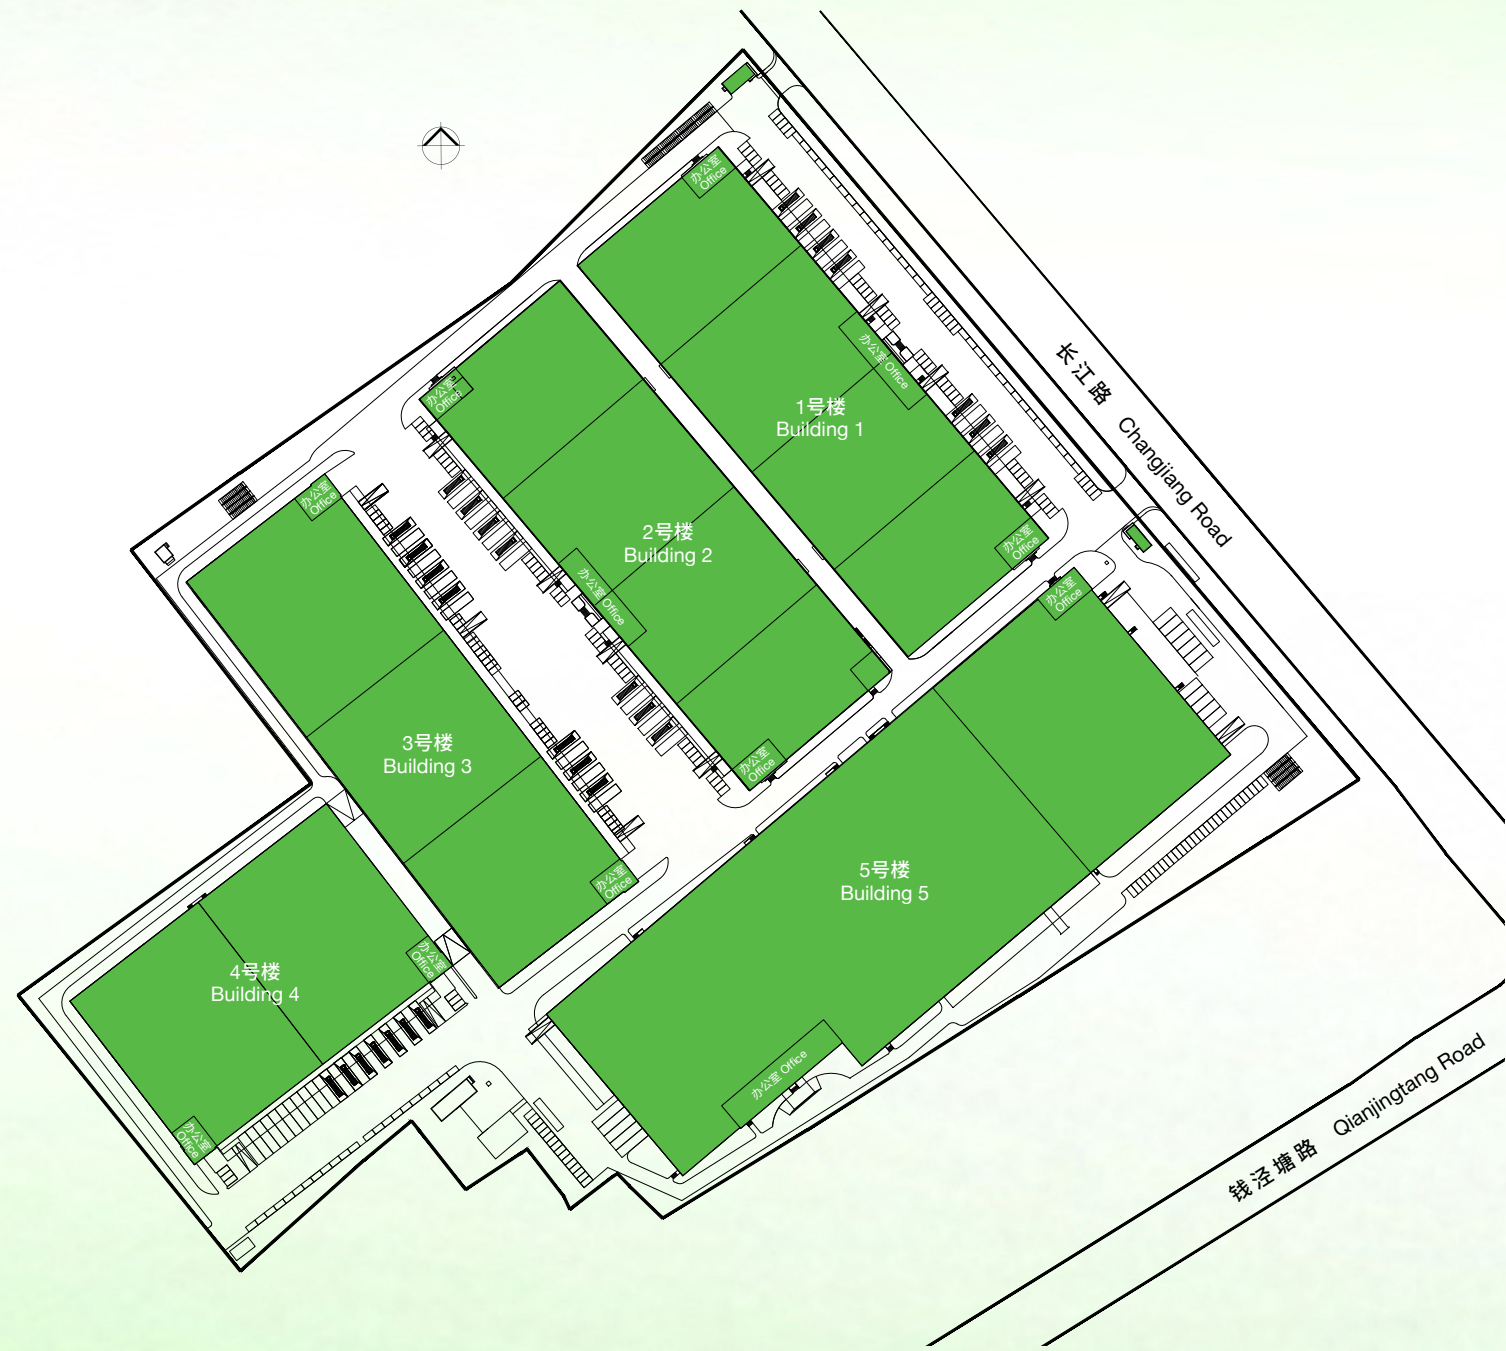 办公室
Office
办公室 Office
1号楼
Building 1
办公室
Office
长江路 Changjiang Road
办公室
Office
2号楼
Building 2
办公室 Office
办公室
Office
办公室
Office
3号楼
Building 3
办公室
Office
办公室
Office
4号楼
Building 4
办公室
Office
办公室
Office
5号楼
Building 5
办公室 Office
钱泾塘路 Qianjingtang Road